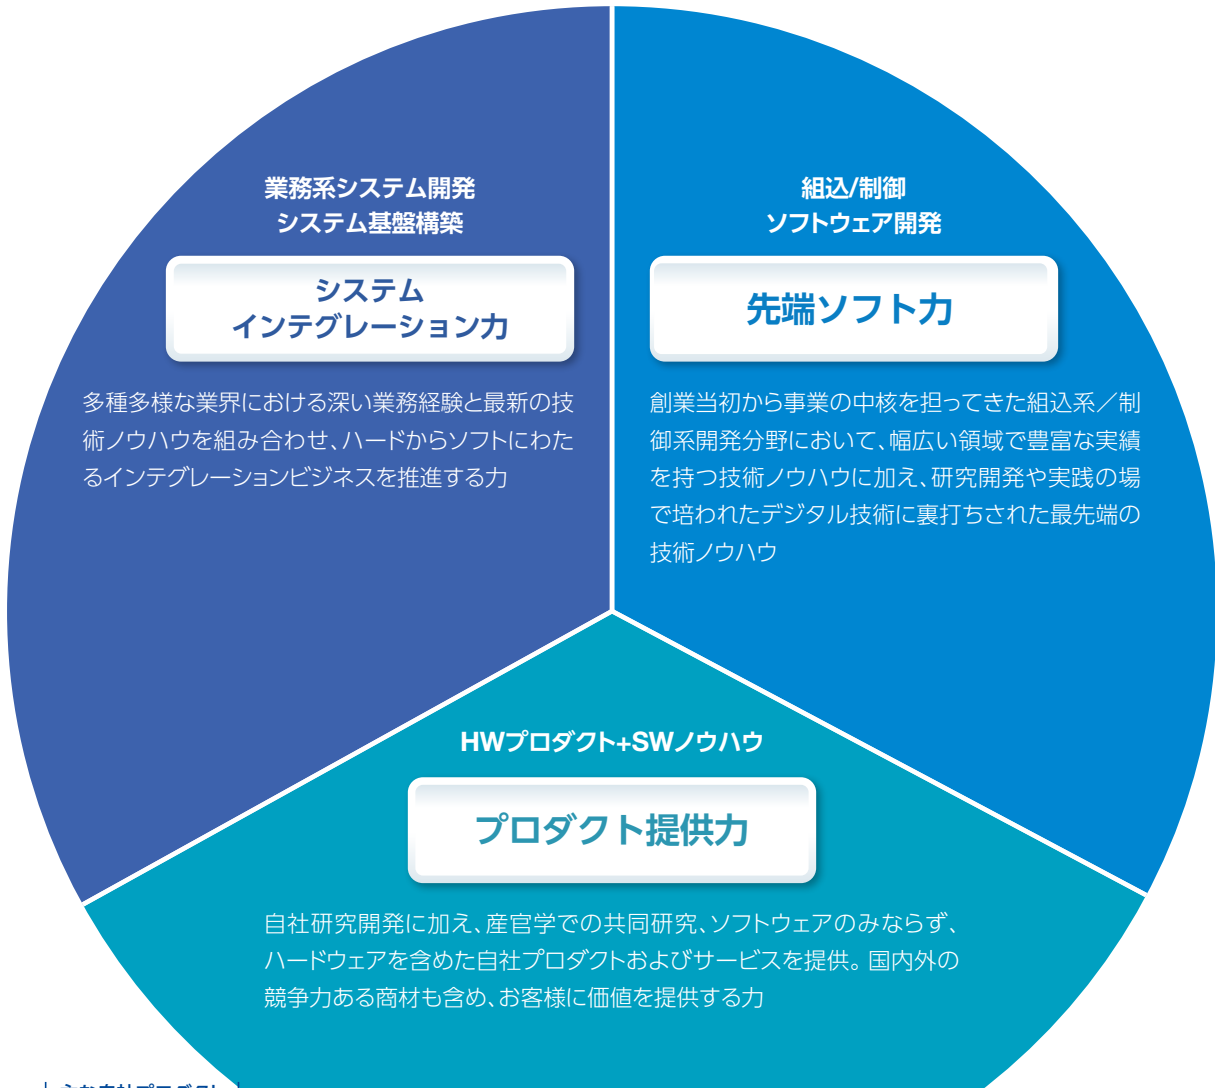 業務系システム開発
システム基盤構築
システム
インテグレーション力
多種多様な業界における深い業務経験と最新の技
術ノウハウを組み合わせ、ハードからソフトにわた
るインテグレーションビジネスを推進する力
組込/制御
ソフトウェア開発
先端ソフト力
創業当初から事業の中核を担ってきた組込系／制
御系開発分野において、幅広い領域で豊富な実績
を持つ技術ノウハウに加え、研究開発や実践の場
で培われたデジタル技術に裏打ちされた最先端の
技術ノウハウ
HWプロダクト+SWノウハウ
プロダクト提供力
自社研究開発に加え、産官学での共同研究、ソフトウェアのみならず、
ハードウェアを含めた自社プロダクトおよびサービスを提供。国内外の
競争力ある商材も含め、お客様に価値を提供する力